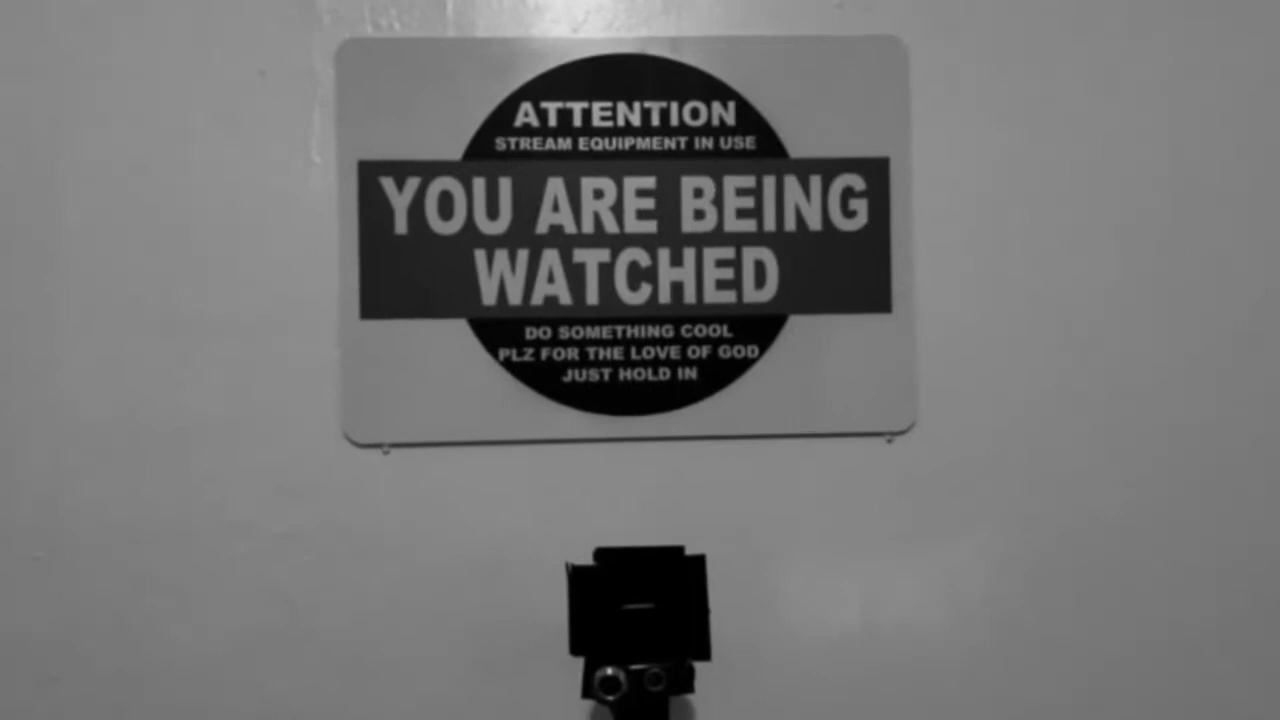 ATTENTION
STREAM EQUIPMENT IN USE
YOU ARE BEING
WATCHED
DO SOMETHING COOL
PLZ FOR THE LOVE OF GOD
JUST HOLD IN